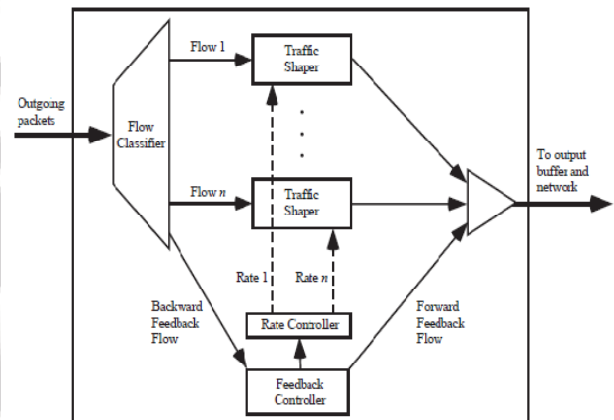 Flow 1
Traffic
Shaper
Outgoing
packets
Flow
Classifier
To output
buffer and
network
Flow n
Traffic
Shaper
Rate 1
Rate n
Backward
Feedback
Flow
Rate Controller
Forward
Feedback
Flow
Feedback
Controller